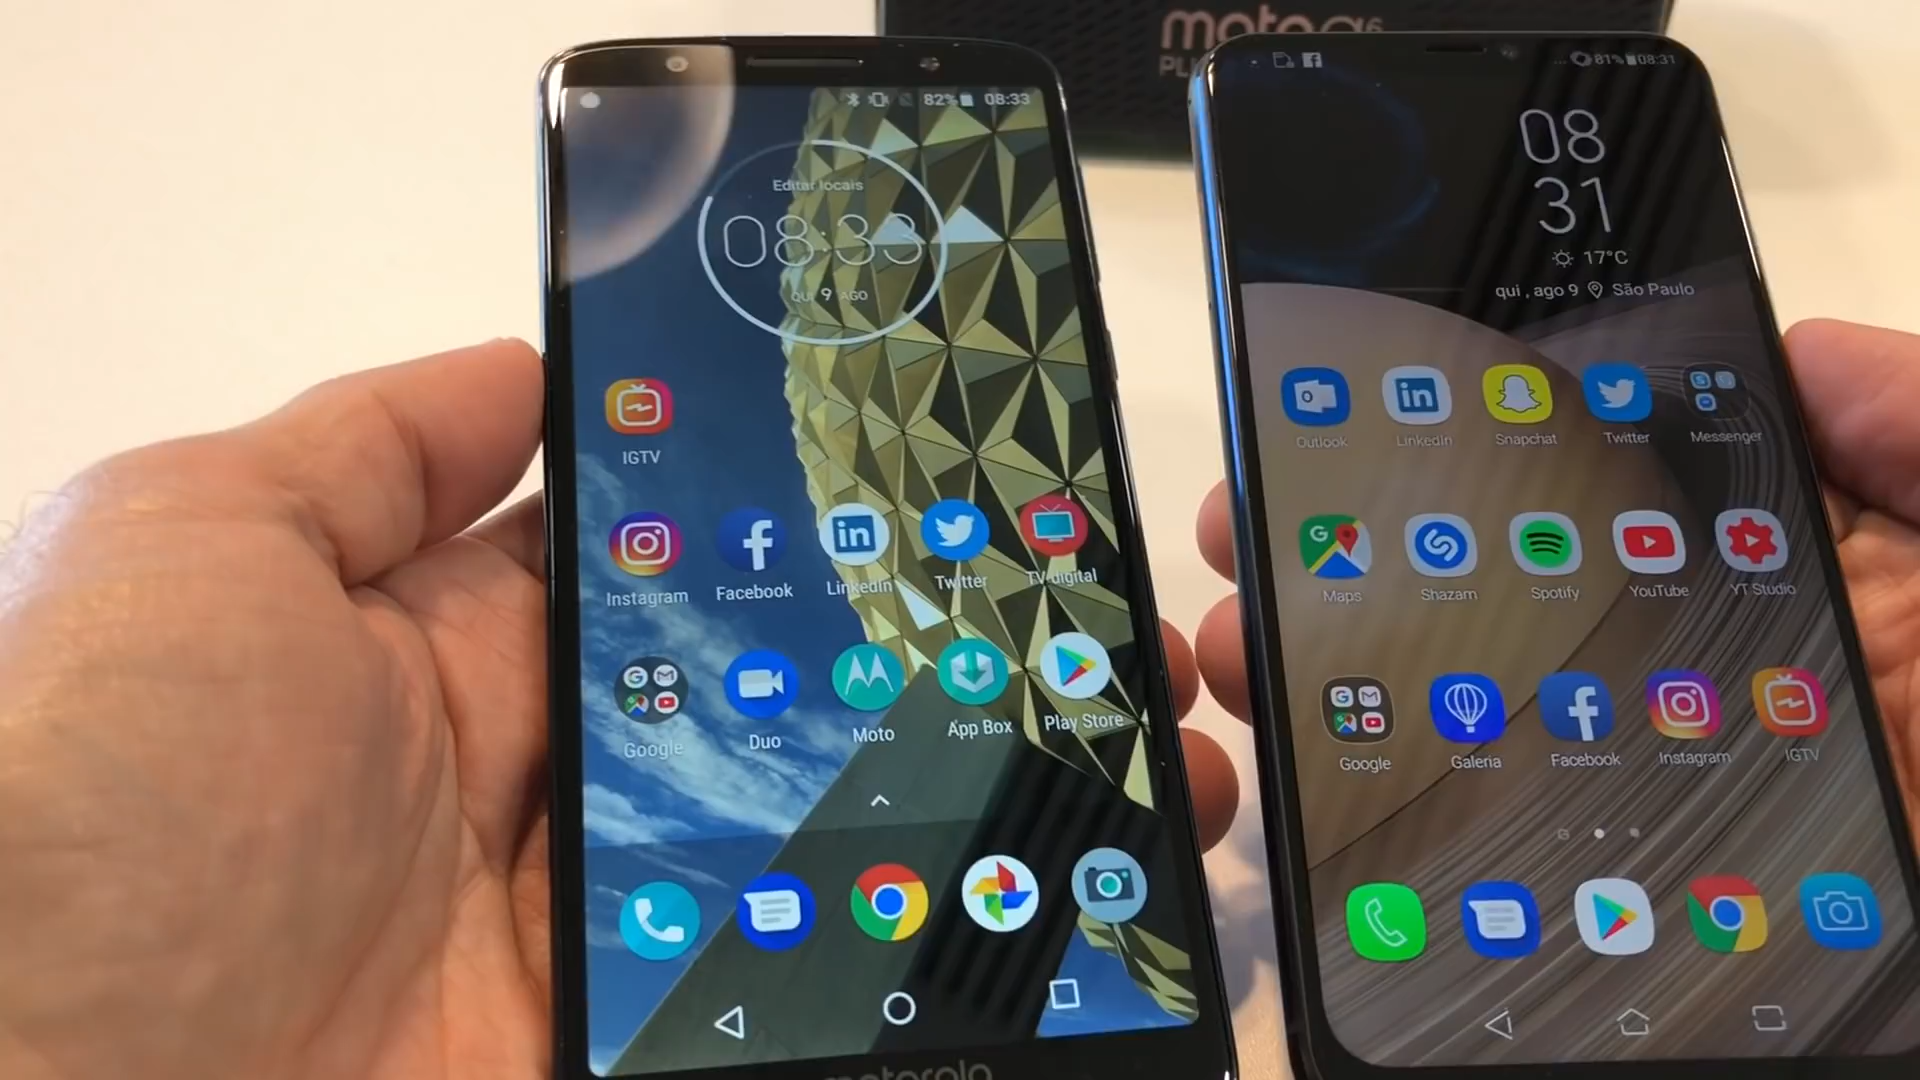 moto g6
82% 08:33
Editar locais
08:33
QUI 9 AGO
IGTV
Instagram
Facebook
LinkedIn
Twitter
TV digital
Google
Duo
Moto
App Box
Play Store
motorola
81% 08:31
08
31
17°C
qui , ago 9 São Paulo
Outlook
LinkedIn
Snapchat
Twitter
Messenger
Maps
Shazam
Spotify
YouTube
YT Studio
Google
Galeria
Facebook
Instagram
IGTV